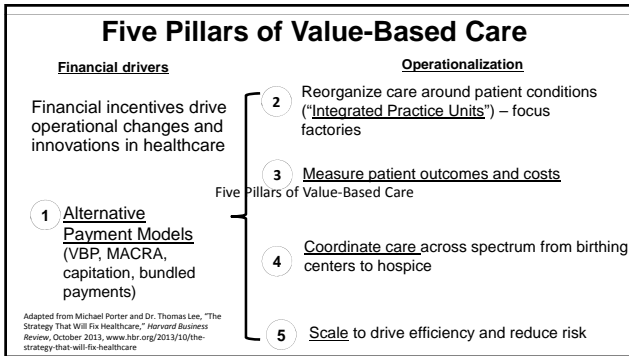 Five Pillars of Value-Based Care
Financial drivers
Financial incentives drive
operational changes and
innovations in healthcare
1 Alternative
Payment Models
(VBP, MACRA,
capitation, bundled
payments)
Adapted from Michael Porter and Dr. Thomas Lee, "The
Strategy That Will Fix Healthcare," Harvard Business
Review, October 2013, www.hbr.org/2013/10/the-
strategy-that-will-fix-healthcare
Operationalization
2 Reorganize care around patient conditions
("Integrated Practice Units") – focus
factories
3 Measure patient outcomes and costs
Five Pillars of Value-Based Care
4 Coordinate care across spectrum from birthing
centers to hospice
5 Scale to drive efficiency and reduce risk